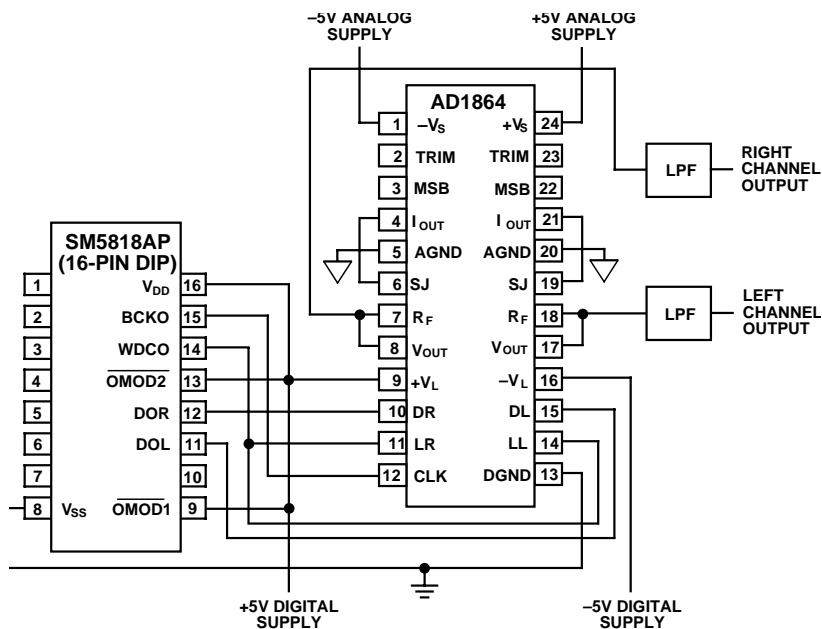 –5V ANALOG
SUPPLY
+5V ANALOG
SUPPLY
AD1864
1 –VS +VS 24
2 TRIM TRIM 23
3 MSB MSB 22
4 IOUT IOUT 21
5 AGND AGND 20
6 SJ SJ 19
7 RF RF 18
8 VOUT VOUT 17
9 +VL –VL 16
10 DR DL 15
11 LR LL 14
12 CLK DGND 13
LPF
RIGHT
CHANNEL
OUTPUT
LPF
LEFT
CHANNEL
OUTPUT
SM5818AP
(16-PIN DIP)
1 VDD 16
2 BCKO 15
3 WDCO 14
4 OMOD2 13
5 DOR 12
6 DOL 11
7 10
8 VSS OMOD1 9
+5V DIGITAL
SUPPLY
–5V DIGITAL
SUPPLY